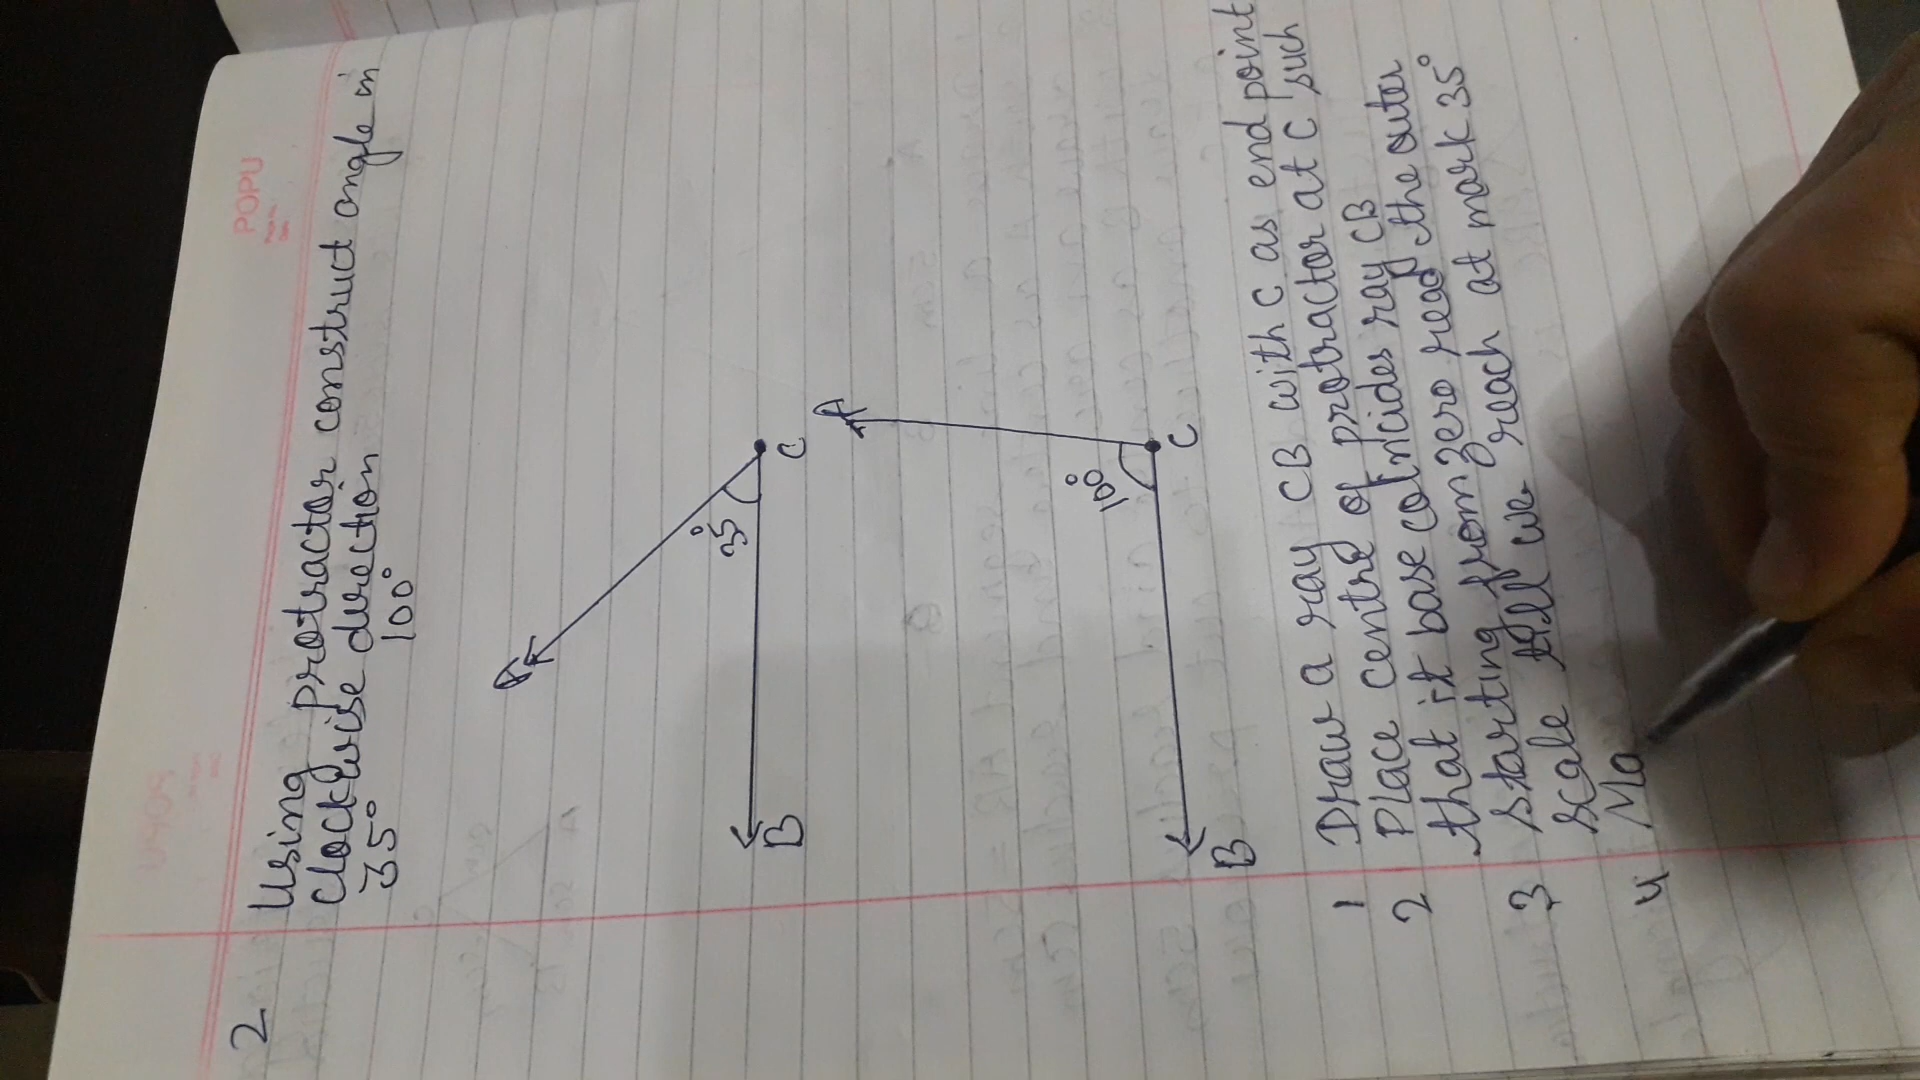 POPU
2 Using protractor construct angle in
clockwise direction
35° 100°
A
35°
B C
A
100°
B C
1 Draw a ray CB with C as end point
2 Place centre of protractor at C such
that it base coincides ray CB
3 Starting from zero read the outer
scale till we reach at mark 35°
4 Ma